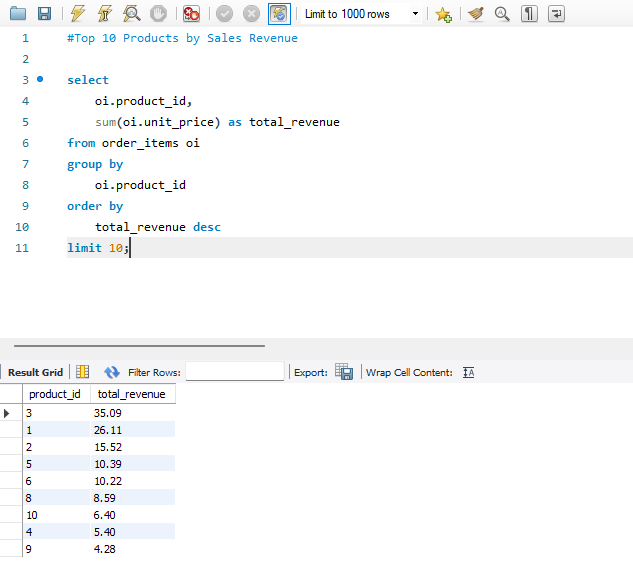 Limit to 1000 rows
1 #Top 10 Products by Sales Revenue
2
3 select
4 oi.product_id,
5 sum(oi.unit_price) as total_revenue
6 from order_items oi
7 group by
8 oi.product_id
9 order by
10 total_revenue desc
11 limit 10;
Result Grid Filter Rows: Export: Wrap Cell Content:
product_id total_revenue
3 35.09
1 26.11
2 15.52
5 10.39
6 10.22
8 8.59
10 6.40
4 5.40
9 4.28